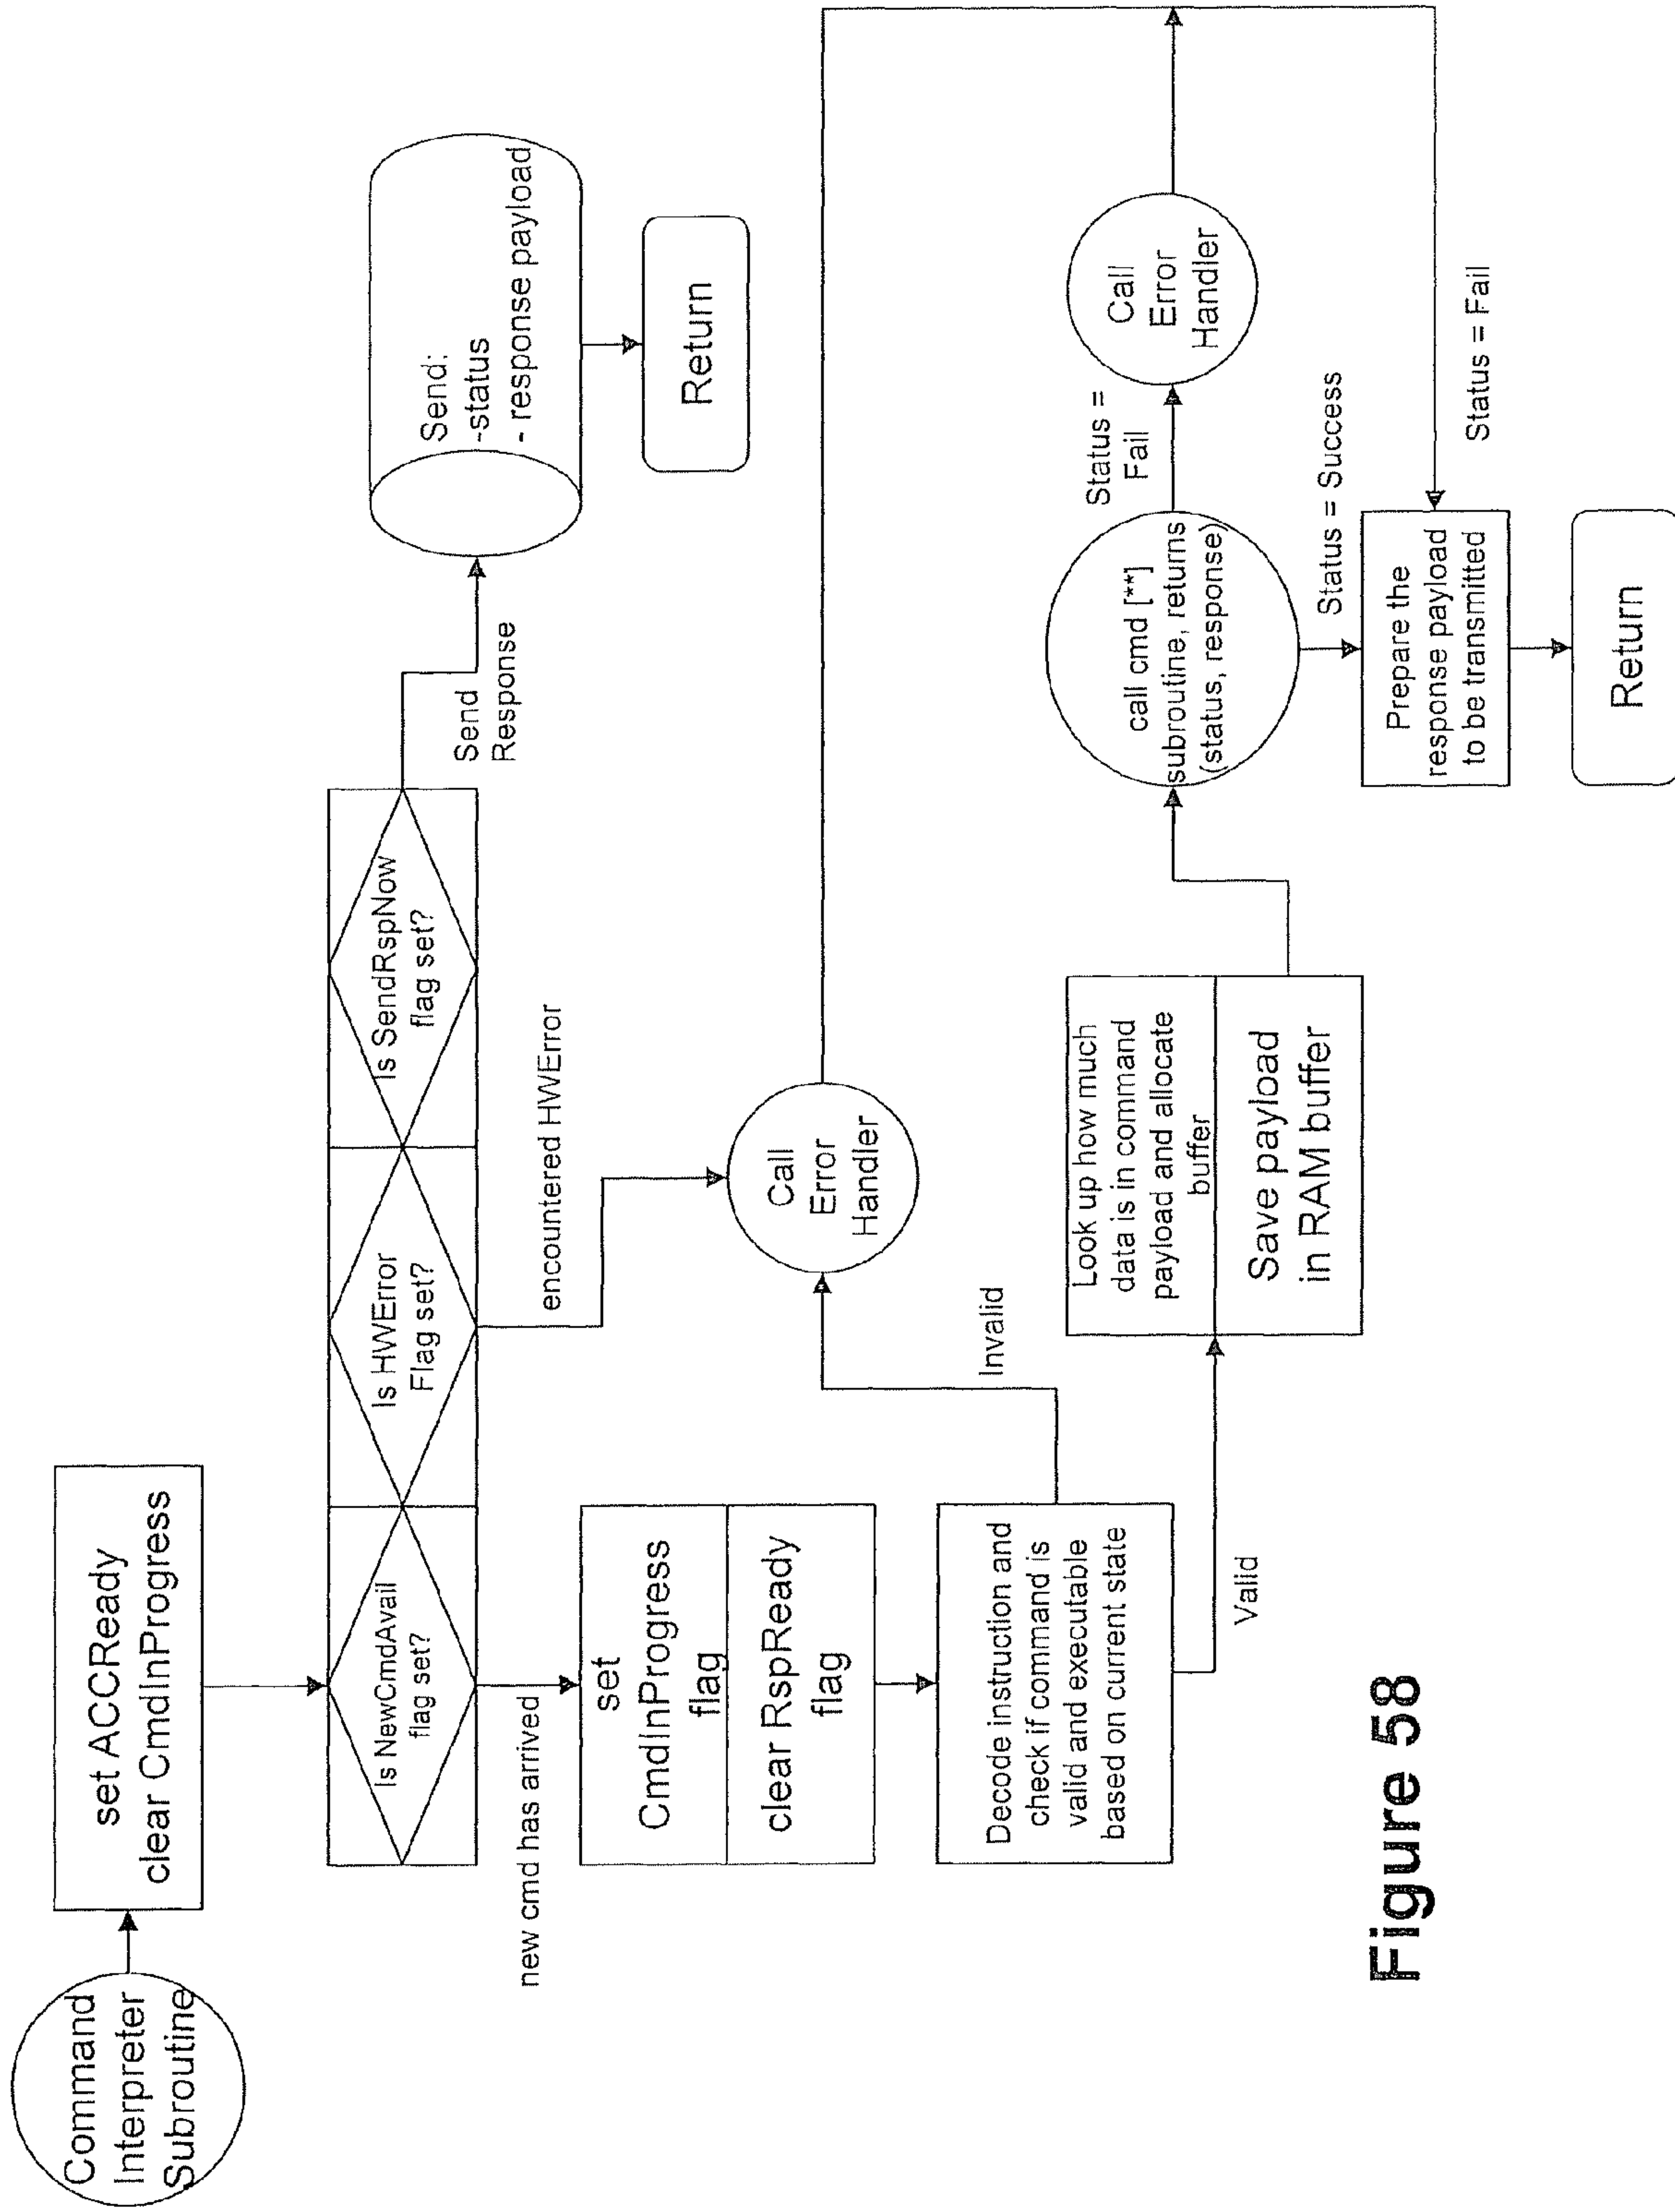 Command
Interpreter
Subroutine
set ACCReady
clear CmdInProgress
Is NewCmdAvail
flag set?
Is HWError
Flag set?
Is SendRspNow
flag set?
Send
Response
Send:
-status
- response payload
Return
new cmd has arrived
encountered HWError
set
CmdInProgress
flag
clear RspReady
flag
Call
Error
Handler
Decode instruction and
check if command is
valid and executable
based on current state
Invalid
Valid
Look up how much
data is in command
payload and allocate
buffer
Save payload
in RAM buffer
call cmd [**]
subroutine, returns
(status, response)
Status =
Fail
Call
Error
Handler
Status = Success
Status = Fail
Prepare the
response payload
to be transmitted
Return
Figure 58